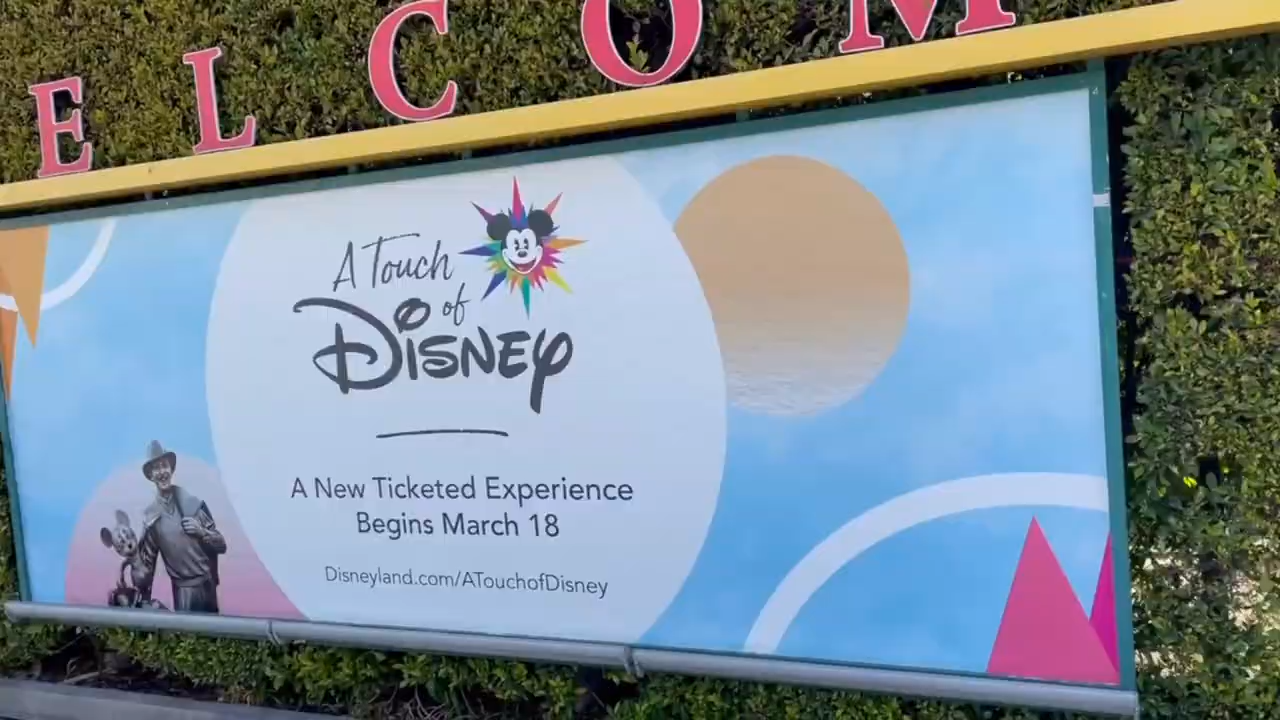 ELCOM
A Touch
of
Disney
A New Ticketed Experience
Begins March 18
Disneyland.com/ATouchofDisney